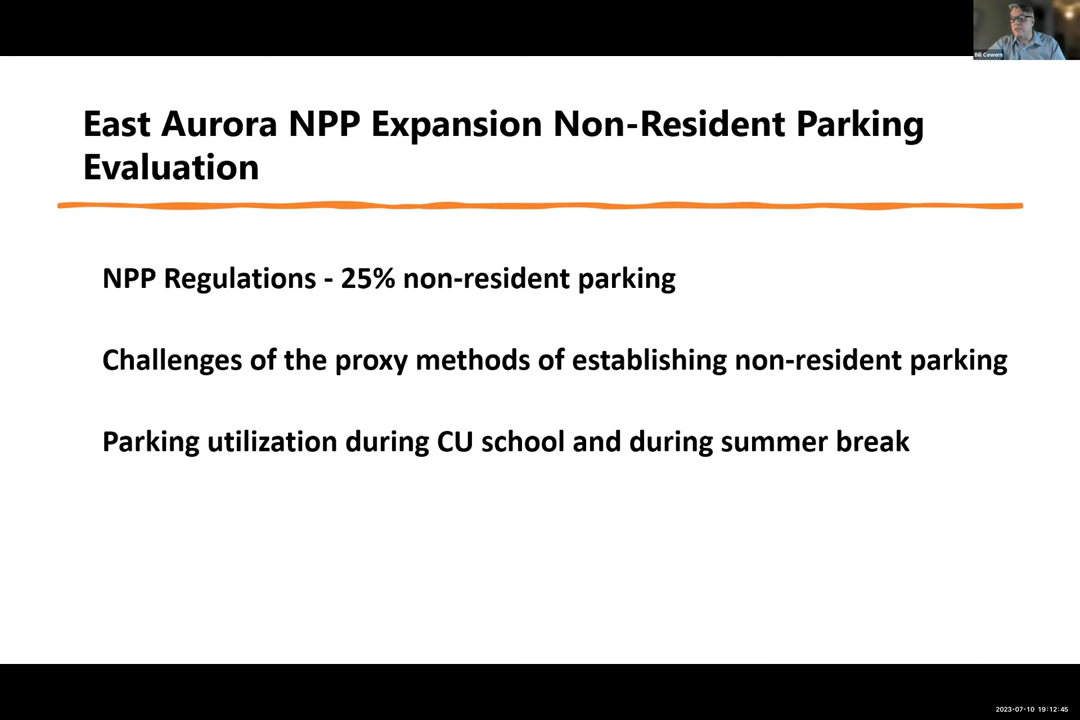 Bill Cowern
East Aurora NPP Expansion Non-Resident Parking
Evaluation
NPP Regulations - 25% non-resident parking
Challenges of the proxy methods of establishing non-resident parking
Parking utilization during CU school and during summer break
2023-07-10 19:12:45